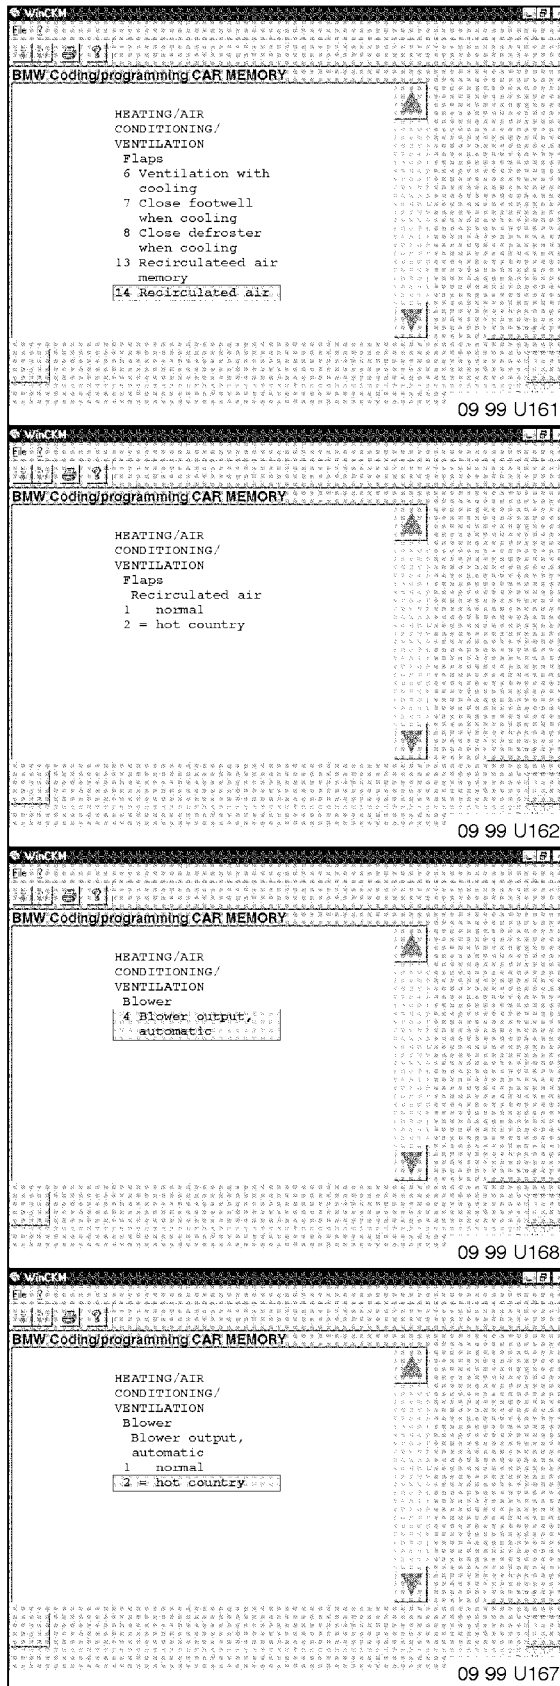 WinCKM
File ?
BMW Coding/programming CAR MEMORY
HEATING/AIR
CONDITIONING/
VENTILATION
Flaps
6 Ventilation with
cooling
7 Close footwell
when cooling
8 Close defroster
when cooling
13 Recirculateed air
memory
14 Recirculated air
09 99 U161
WinCKM
File ?
BMW Coding/programming CAR MEMORY
HEATING/AIR
CONDITIONING/
VENTILATION
Flaps
Recirculated air
1 normal
2 = hot country
09 99 U162
WinCKM
File ?
BMW Coding/programming CAR MEMORY
HEATING/AIR
CONDITIONING/
VENTILATION
Blower
4 Blower output,
automatic
09 99 U168
WinCKM
File ?
BMW Coding/programming CAR MEMORY
HEATING/AIR
CONDITIONING/
VENTILATION
Blower
Blower output,
automatic
1 normal
2 = hot country
09 99 U167